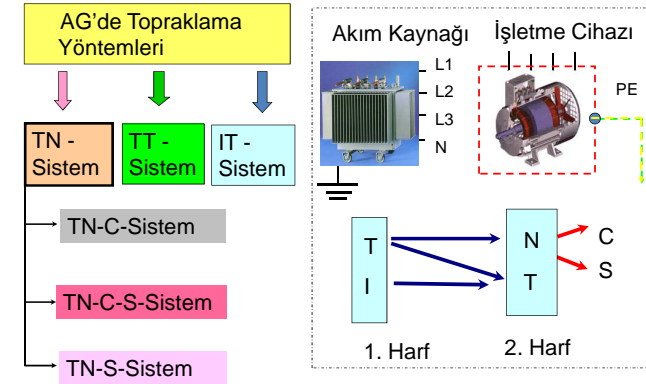 AG'de Topraklama
Yöntemleri
TN -
Sistem
TT -
Sistem
IT -
Sistem
TN-C-Sistem
TN-C-S-Sistem
TN-S-Sistem
Akım Kaynağı
İşletme Cihazı
L1
L2
L3
N
PE
T
I
N
T
C
S
1. Harf
2. Harf